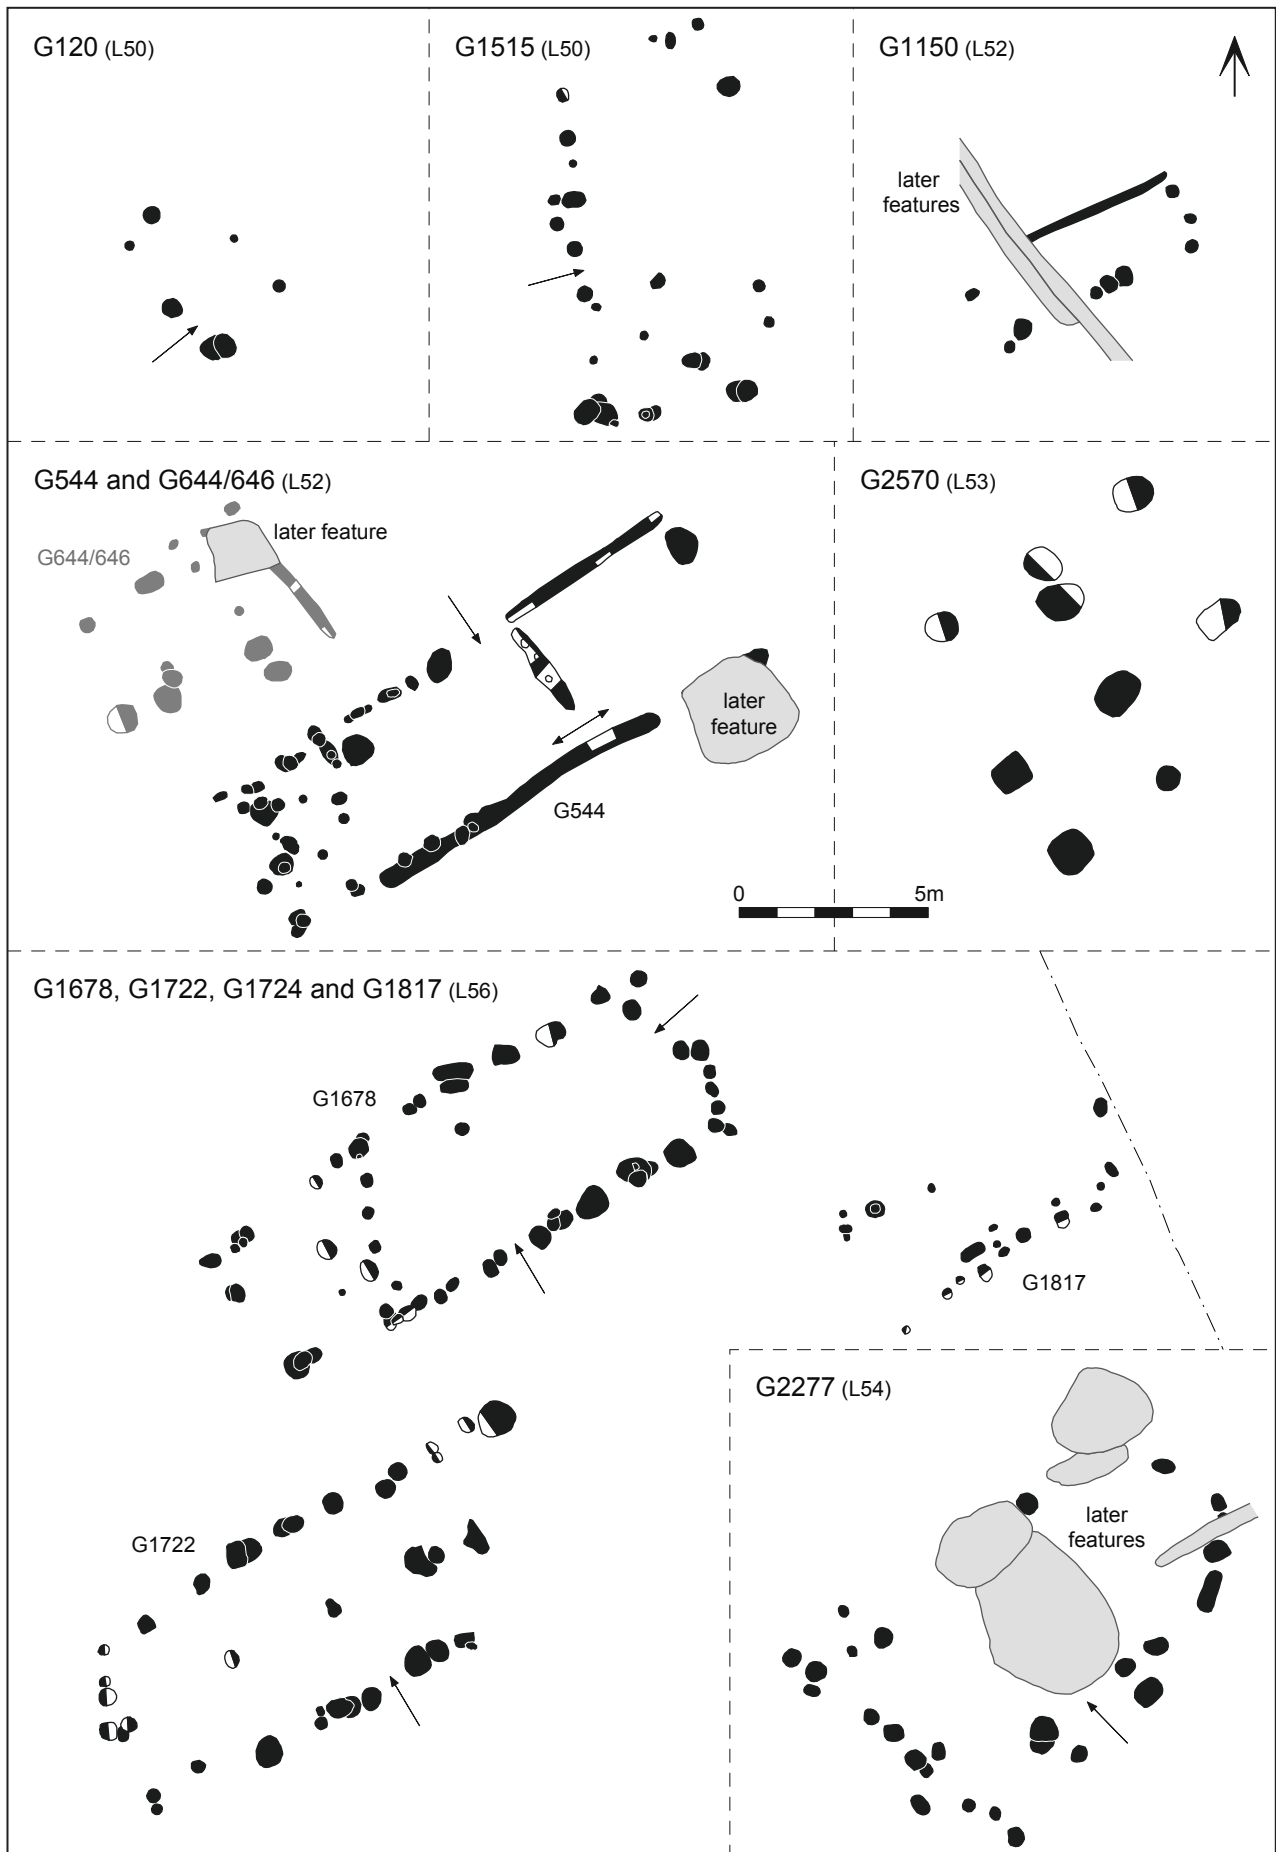 G120 (L50)
G1515 (L50)
G1150 (L52)
later
features
G544 and G644/646 (L52)
later feature
G644/646
later
feature
G544
0 5m
G2570 (L53)
G1678, G1722, G1724 and G1817 (L56)
G1678
G1817
G1722
G2277 (L54)
later
features